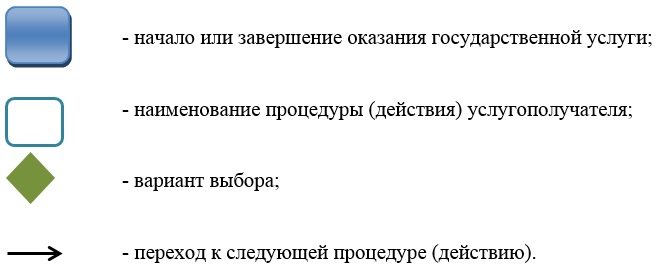 - начало или завершение оказания государственной услуги;
- наименование процедуры (действия) услугополучателя;
- вариант выбора;
- переход к следующей процедуре (действию).